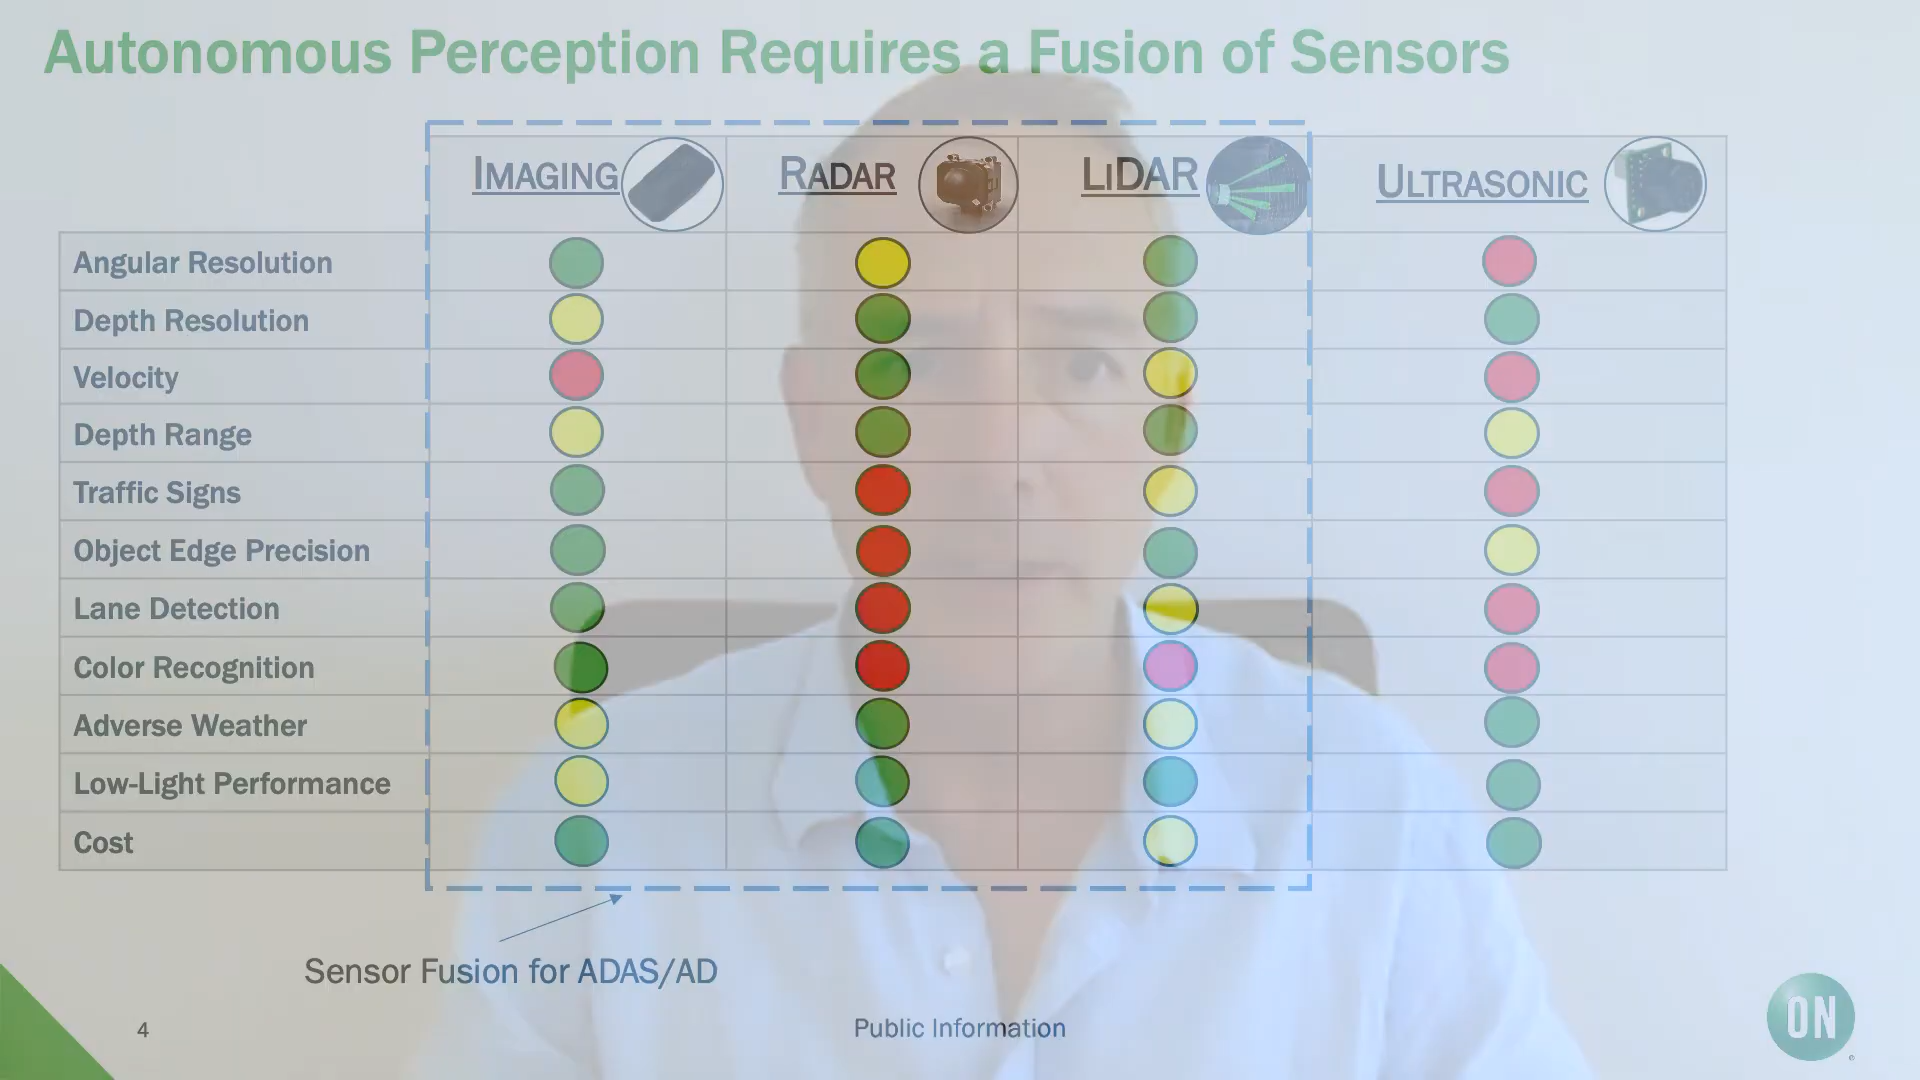 Autonomous Perception Requires a Fusion of Sensors
IMAGING
RADAR
LiDAR
ULTRASONIC
Angular Resolution
Depth Resolution
Velocity
Depth Range
Traffic Signs
Object Edge Precision
Lane Detection
Color Recognition
Adverse Weather
Low-Light Performance
Cost
Sensor Fusion for ADAS/AD
4
Public Information
ON